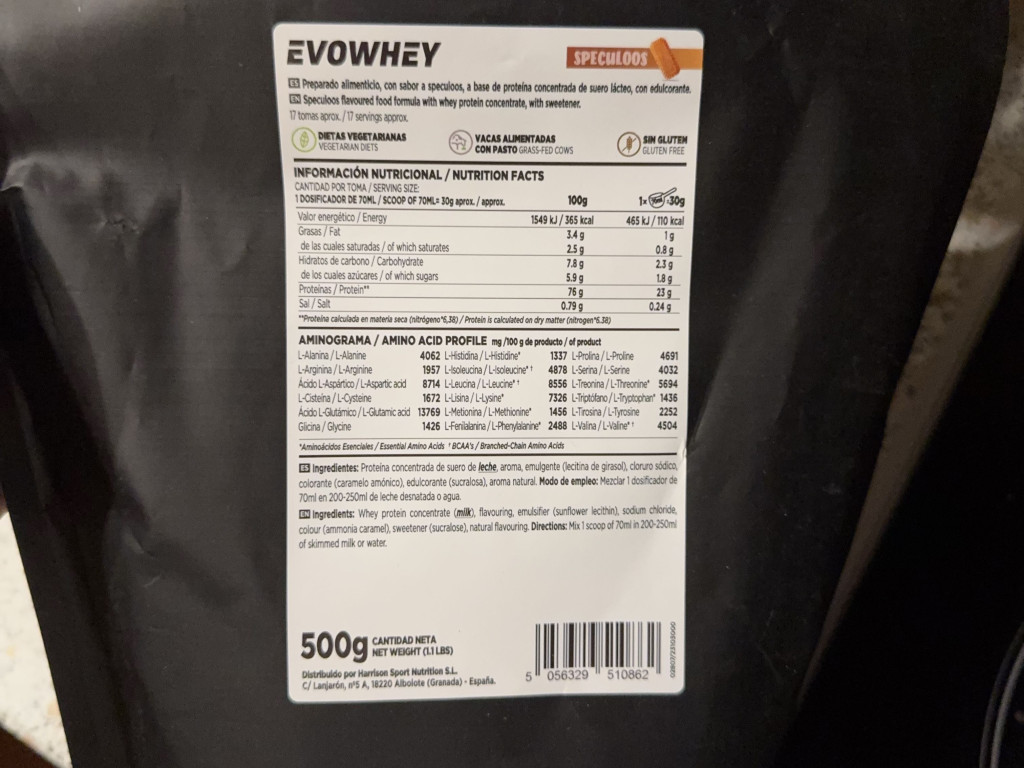 EVOWHEY
SPECULOOS
ES Preparado alimenticio, con sabor a speculoos, a base de proteína concentrada de suero lácteo, con edulcorante.
EN Speculoos flavoured food formula with whey protein concentrate, with sweetener.
17 tomas aprox. / 17 servings approx.
DIETAS VEGETARIANAS
VEGETARIAN DIETS
VACAS ALIMENTADAS
CON PASTO GRASS-FED COWS
SIN GLUTEN
GLUTEN FREE
INFORMACIÓN NUTRICIONAL / NUTRITION FACTS
CANTIDAD POR TOMA / SERVING SIZE:
1 DOSIFICADOR DE 70ML / SCOOP OF 70ML= 30g aprox. / approx. 100g 1x 70ml =30g
Valor energético / Energy 1549 kJ / 365 kcal 465 kJ / 110 kcal
Grasas / Fat 3.4 g 1 g
de las cuales saturadas / of which saturates 2.5 g 0.8 g
Hidratos de carbono / Carbohydrate 7.8 g 2.3 g
de los cuales azúcares / of which sugars 5.9 g 1.8 g
Proteínas / Protein** 76 g 23 g
Sal / Salt 0.79 g 0.24 g
**Proteína calculada en materia seca (nitrógeno*6,38) / Protein is calculated on dry matter (nitrogen*6.38)
AMINOGRAMA / AMINO ACID PROFILE mg /100 g de producto / of product
L-Alanina / L-Alanine 4062 L-Histidina / L-Histidine* 1337 L-Prolina / L-Proline 4691
L-Arginina / L-Arginine 1957 L-Isoleucina / L-Isoleucine* † 4878 L-Serina / L-Serine 4032
Ácido L-Aspártico / L-Aspartic acid 8714 L-Leucina / L-Leucine* † 8556 L-Treonina / L-Threonine* 5694
L-Cisteína / L-Cysteine 1672 L-Lisina / L-Lysine* 7326 L-Triptófano / L-Tryptophan* 1436
Ácido L-Glutámico / L-Glutamic acid 13769 L-Metionina / L-Methionine* 1456 L-Tirosina / L-Tyrosine 2252
Glicina / Glycine 1426 L-Fenilalanina / L-Phenylalanine* 2488 L-Valina / L-Valine* † 4504
*Aminoácidos Esenciales / Essential Amino Acids † BCAA's / Branched-Chain Amino Acids
ES Ingredientes: Proteína concentrada de suero de leche, aroma, emulgente (lecitina de girasol), cloruro sódico,
colorante (caramelo amónico), edulcorante (sucralosa), aroma natural. Modo de empleo: Mezclar 1 dosificador de
70ml en 200-250ml de leche desnatada o agua.
EN Ingredients: Whey protein concentrate (milk), flavouring, emulsifier (sunflower lecithin), sodium chloride,
colour (ammonia caramel), sweetener (sucralose), natural flavouring. Directions: Mix 1 scoop of 70ml in 200-250ml
of skimmed milk or water.
500g CANTIDAD NETA
NET WEIGHT (1.1 LBS)
Distribuido por Harrison Sport Nutrition S.L.
C/ Lanjarón, nº5 A, 18220 Albolote (Granada) - España.
5 056329 510862